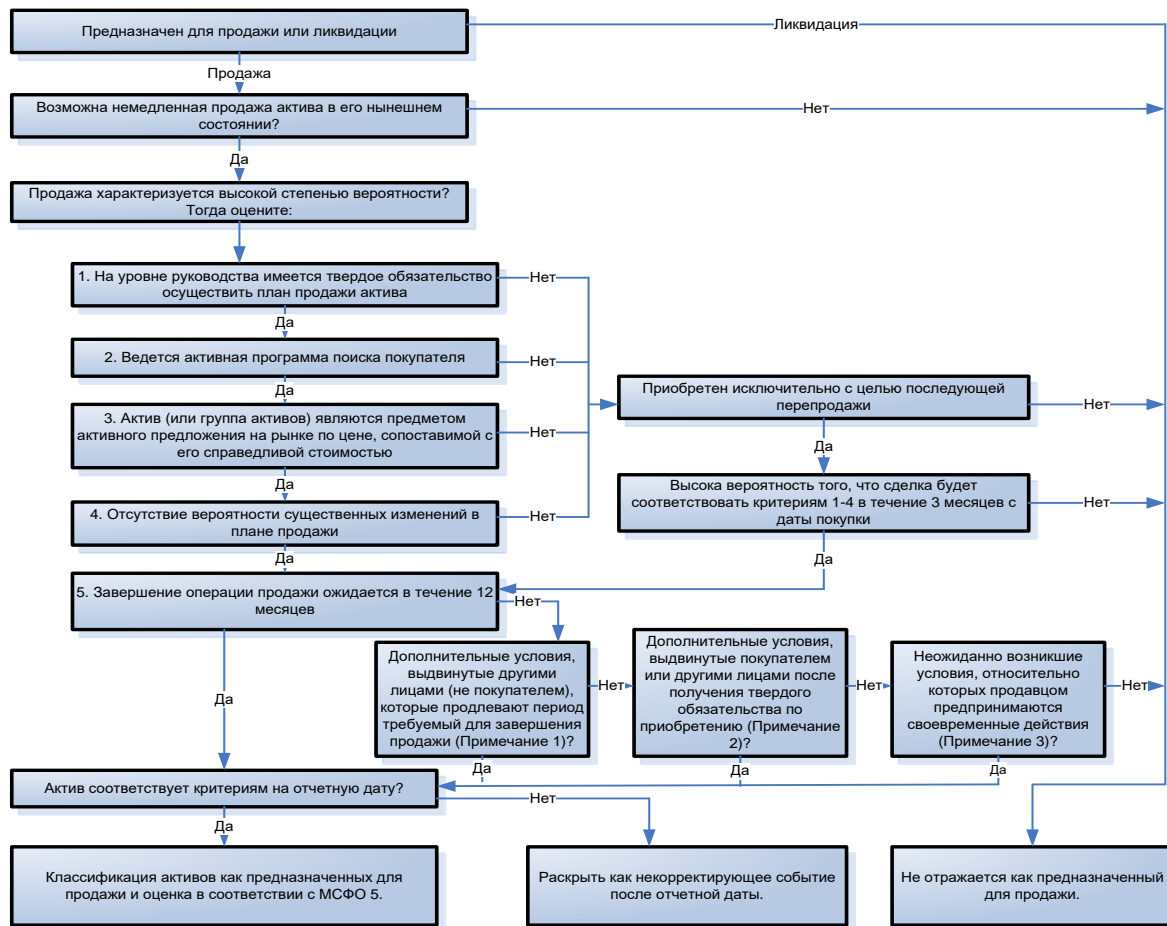 Предназначен для продажи или ликвидации
Ликвидация
Продажа
Возможна немедленная продажа актива в его нынешнем
состоянии?
Нет
Да
Продажа характеризуется высокой степенью вероятности?
Тогда оцените:
1. На уровне руководства имеется твердое обязательство
осуществить план продажи актива
Нет
Да
2. Ведется активная программа поиска покупателя
Нет
Да
Приобретен исключительно с целью последующей
перепродажи
Нет
3. Актив (или группа активов) являются предметом
активного предложения на рынке по цене, сопоставимой с
его справедливой стоимостью
Нет
Да
Да
Высока вероятность того, что сделка будет
соответствовать критериям 1-4 в течение 3 месяцев с
даты покупки
Нет
4. Отсутствие вероятности существенных изменений в
плане продажи
Нет
Да
Да
5. Завершение операции продажи ожидается в течение 12
месяцев
Нет
Да
Дополнительные условия,
выдвинутые другими
лицами (не покупателем),
которые продлевают период
требуемый для завершения
продажи (Примечание 1)?
Нет
Да
Дополнительные условия,
выдвинутые покупателем
или другими лицами после
получения твердого
обязательства по
приобретению (Примечание
2)?
Нет
Да
Неожиданно возникшие
условия, относительно
которых продавцом
предпринимаются
своевременные действия
(Примечание 3)?
Нет
Да
Актив соответствует критериям на отчетную дату?
Нет
Да
Классификация активов как предназначенных для
продажи и оценка в соответствии с МСФО 5.
Раскрыть как некорректирующее событие
после отчетной даты.
Не отражается как предназначенный
для продажи.